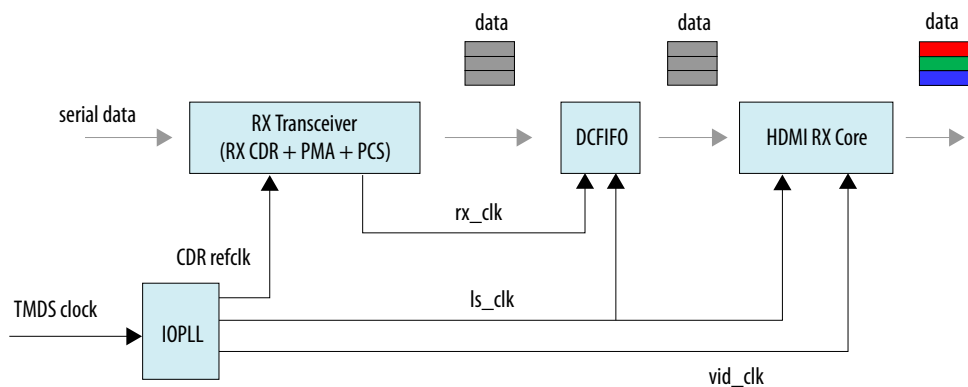 data
data
data
serial data
RX Transceiver
(RX CDR + PMA + PCS)
DCFIFO
HDMI RX Core
rx_clk
CDR refclk
TMDS clock
IOPLL
ls_clk
vid_clk